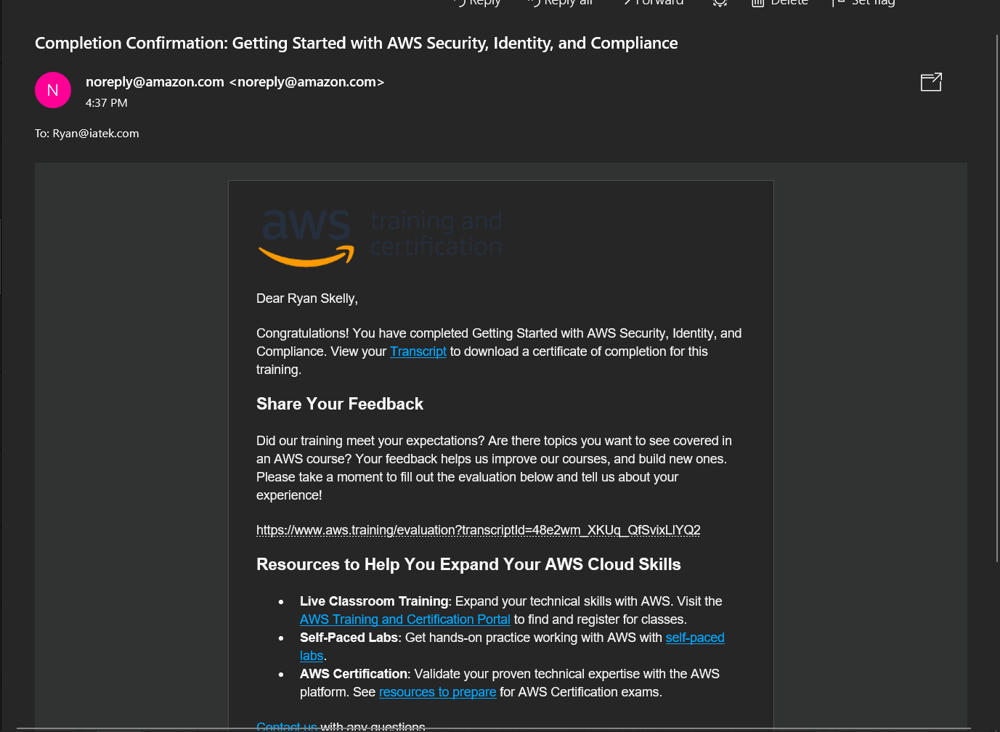 Reply Reply all Forward Delete Set flag
Completion Confirmation: Getting Started with AWS Security, Identity, and Compliance
N
noreply@amazon.com <noreply@amazon.com>
4:37 PM
To: Ryan@iatek.com
aws training and
certification
Dear Ryan Skelly,
Congratulations! You have completed Getting Started with AWS Security, Identity, and
Compliance. View your Transcript to download a certificate of completion for this
training.
Share Your Feedback
Did our training meet your expectations? Are there topics you want to see covered in
an AWS course? Your feedback helps us improve our courses, and build new ones.
Please take a moment to fill out the evaluation below and tell us about your
experience!
https://www.aws.training/evaluation?transcriptId=48e2wm_XKUq_QfSvixLlYQ2
Resources to Help You Expand Your AWS Cloud Skills
• Live Classroom Training: Expand your technical skills with AWS. Visit the
AWS Training and Certification Portal to find and register for classes.
• Self-Paced Labs: Get hands-on practice working with AWS with self-paced
labs.
• AWS Certification: Validate your proven technical expertise with the AWS
platform. See resources to prepare for AWS Certification exams.
Contact us with any questions